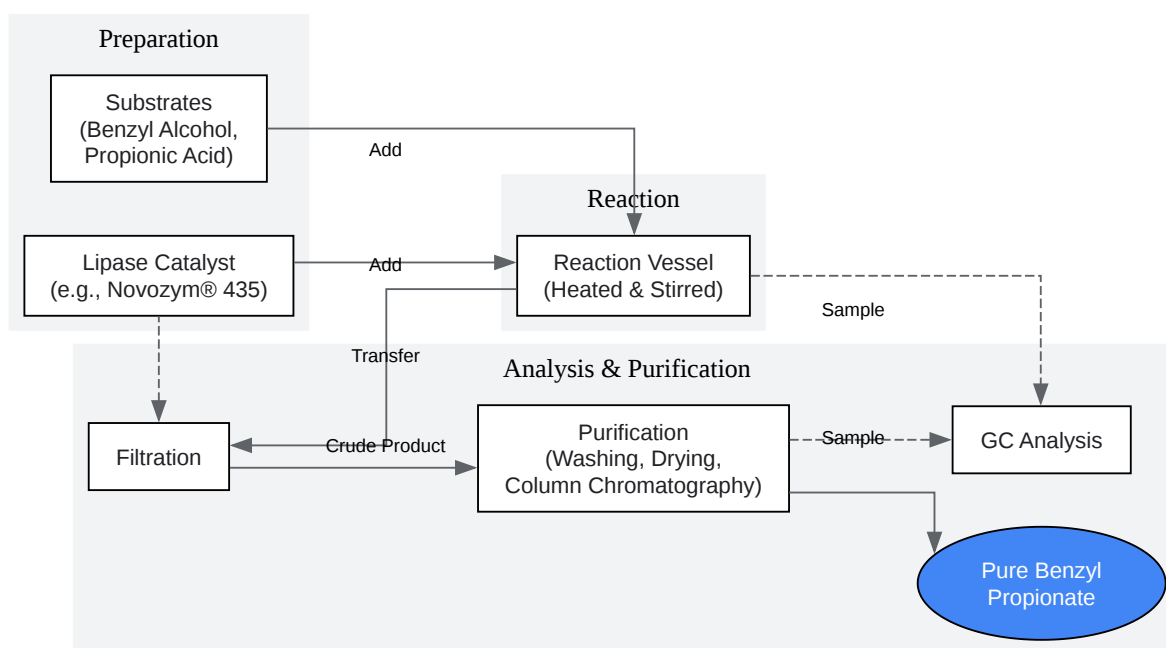 Preparation
Substrates
(Benzyl Alcohol,
Propionic Acid)
Add
Reaction
Lipase Catalyst
(e.g., Novozym® 435)
Add
Reaction Vessel
(Heated & Stirred)
Sample
Transfer
Analysis & Purification
Filtration
Crude Product
Purification
(Washing, Drying,
Column Chromatography)
Sample
GC Analysis
Pure Benzyl
Propionate